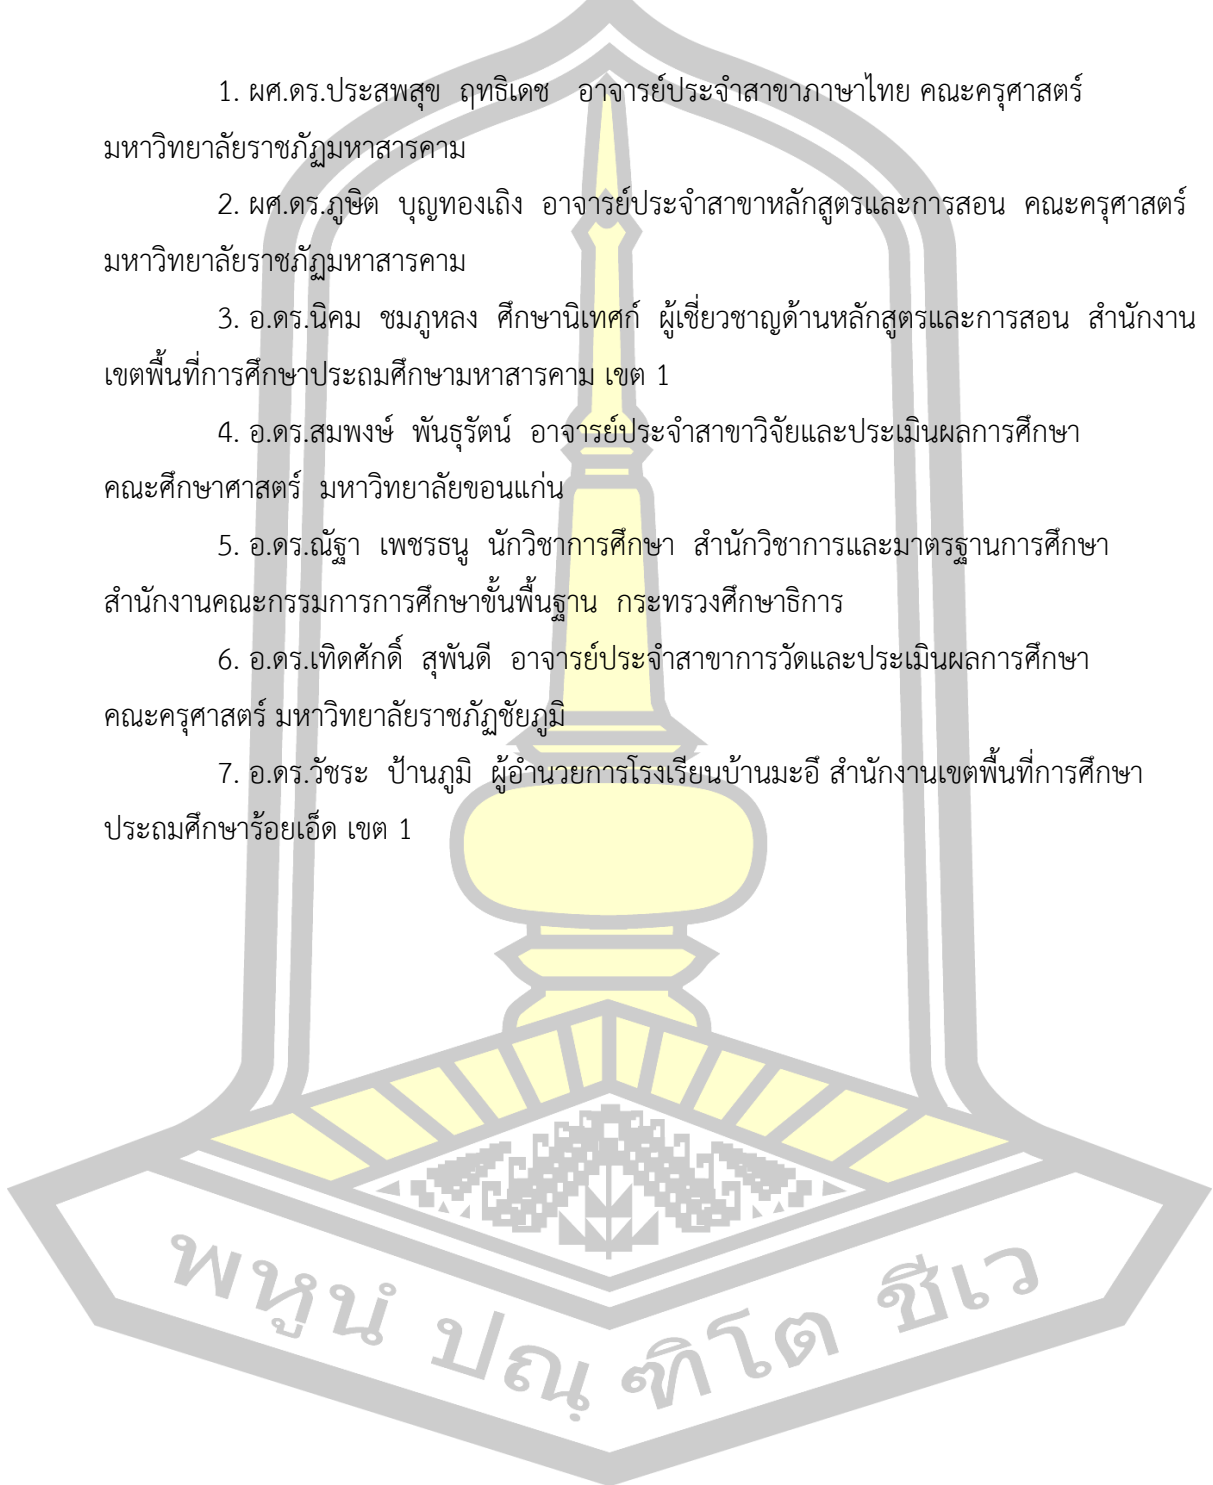 1. ผศ.ดร.ประสพสุข  ฤทธิเดช   อาจารย์ประจำสาขาภาษาไทย คณะครุศาสตร์
มหาวิทยาลัยราชภัฏมหาสารคาม
2. ผศ.ดร.ภูษิต  บุญทองเถิง  อาจารย์ประจำสาขาหลักสูตรและการสอน  คณะครุศาสตร์
มหาวิทยาลัยราชภัฏมหาสารคาม
3. อ.ดร.นิคม  ชมภูหลง  ศึกษานิเทศก์  ผู้เชี่ยวชาญด้านหลักสูตรและการสอน  สำนักงาน
เขตพื้นที่การศึกษาประถมศึกษามหาสารคาม เขต 1
4. อ.ดร.สมพงษ์  พันธุรัตน์  อาจารย์ประจำสาขาวิจัยและประเมินผลการศึกษา
คณะศึกษาศาสตร์  มหาวิทยาลัยขอนแก่น
5. อ.ดร.ณัฐา  เพชรธนู  นักวิชาการศึกษา  สำนักวิชาการและมาตรฐานการศึกษา
สำนักงานคณะกรรมการการศึกษาขั้นพื้นฐาน  กระทรวงศึกษาธิการ
6. อ.ดร.เทิดศักดิ์  สุพันดี  อาจารย์ประจำสาขาการวัดและประเมินผลการศึกษา
คณะครุศาสตร์ มหาวิทยาลัยราชภัฏชัยภูมิ
7. อ.ดร.วัชระ  ป้านภูมิ  ผู้อำนวยการโรงเรียนบ้านมะอึ สำนักงานเขตพื้นที่การศึกษา
ประถมศึกษาร้อยเอ็ด เขต 1
พหูนํ ปณฺฑิโต ชีเว